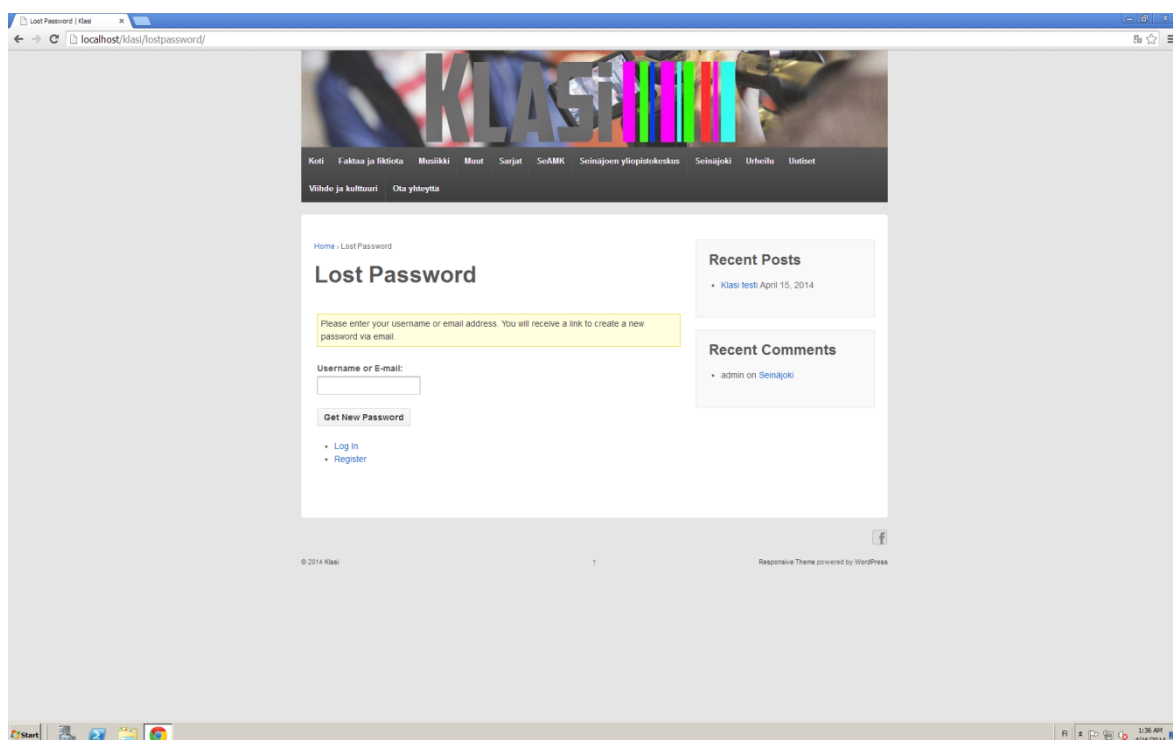 Lost Password | Klasi
localhost/klasi/lostpassword/
KLASi
Koti Faktaa ja fiktiota Musiikki Muut Sarjat SeAMK Seinäjoen yliopistokeskus Seinäjoki Urheilu Uutiset
Viihde ja kulttuuri Ota yhteyttä
Home › Lost Password
Lost Password
Please enter your username or email address. You will receive a link to create a new
password via email.
Username or E-mail:
Get New Password
Log In
Register
Recent Posts
Klasi testi April 15, 2014
Recent Comments
admin on Seinäjoki
© 2014 Klasi
↑
Responsive Theme powered by WordPress
Start
FI
1:36 AM